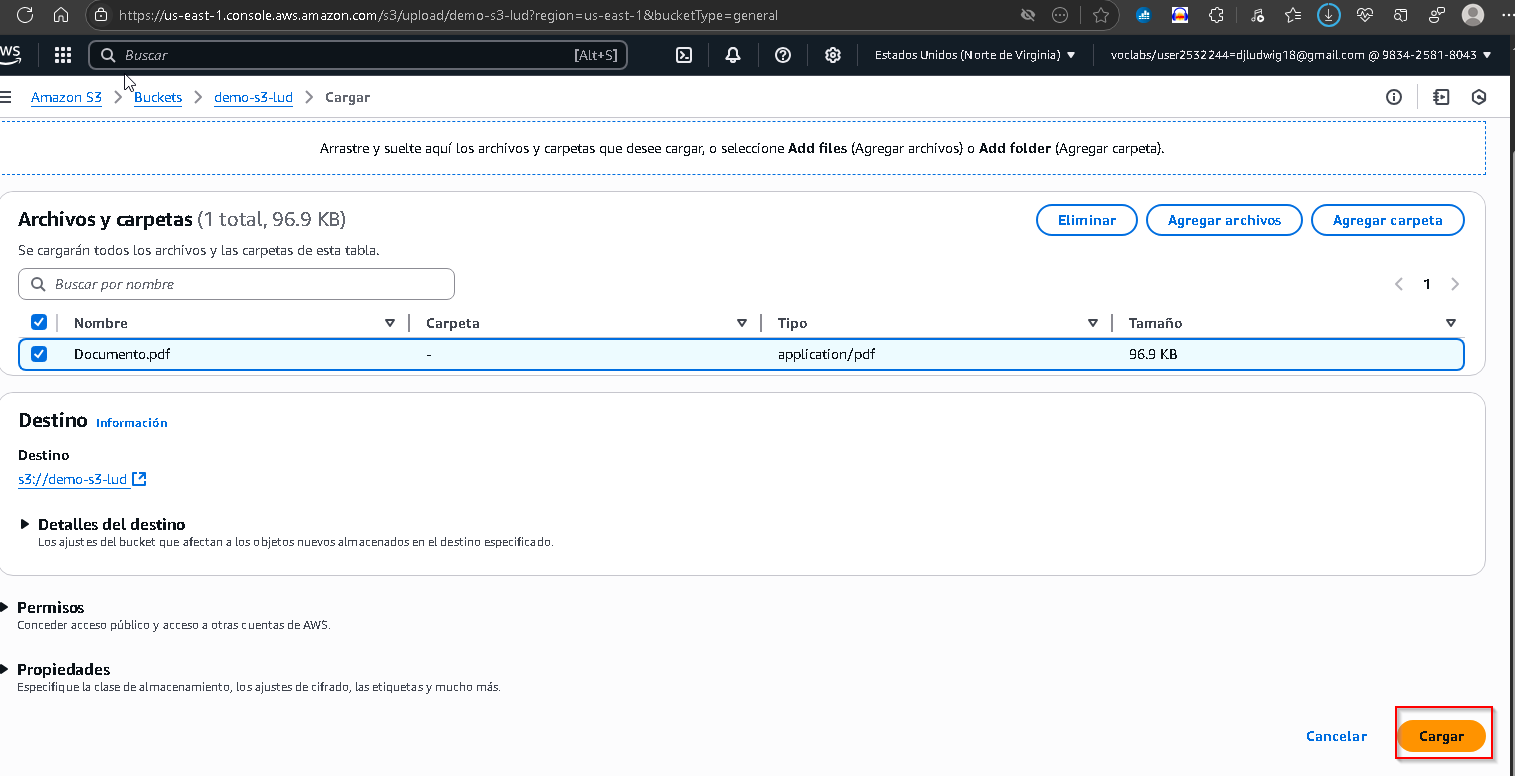 https://us-east-1.console.aws.amazon.com/s3/upload/demo-s3-lud?region=us-east-1&bucketType=general
WS
Buscar [Alt+S] Estados Unidos (Norte de Virginia) voclabs/user2532244=djludwig18@gmail.com @ 9834-2581-8043
Amazon S3 Buckets demo-s3-lud Cargar
Arrastre y suelte aquí los archivos y carpetas que desee cargar, o seleccione Add files (Agregar archivos) o Add folder (Agregar carpeta).
Archivos y carpetas (1 total, 96.9 KB) Eliminar Agregar archivos Agregar carpeta
Se cargarán todos los archivos y las carpetas de esta tabla.
Buscar por nombre 1
Nombre Carpeta Tipo Tamaño
Documento.pdf - application/pdf 96.9 KB
Destino Información
Destino
s3://demo-s3-lud
Detalles del destino
Los ajustes del bucket que afectan a los objetos nuevos almacenados en el destino especificado.
Permisos
Conceder acceso público y acceso a otras cuentas de AWS.
Propiedades
Especifique la clase de almacenamiento, los ajustes de cifrado, las etiquetas y mucho más.
Cancelar Cargar